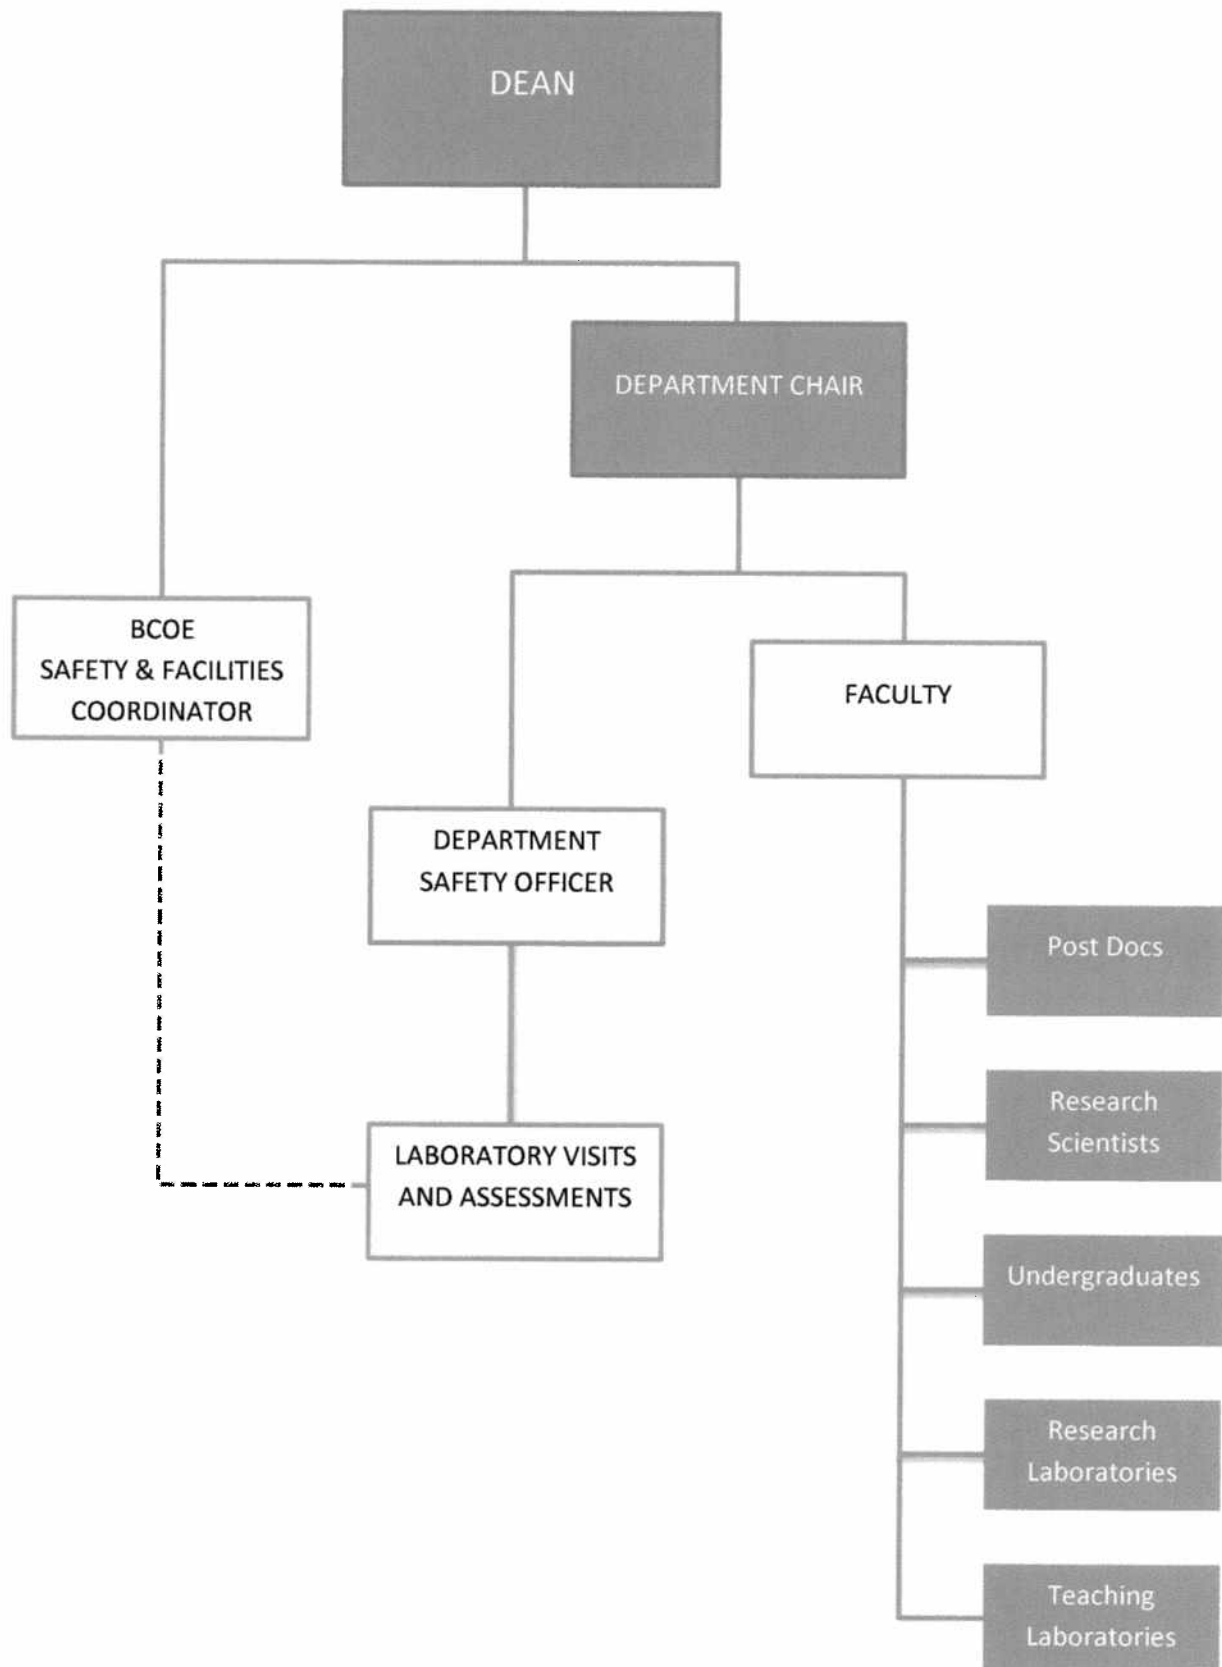 DEAN
DEPARTMENT CHAIR
BCOE
SAFETY & FACILITIES
COORDINATOR
FACULTY
DEPARTMENT
SAFETY OFFICER
Post Docs
Research
Scientists
LABORATORY VISITS
AND ASSESSMENTS
Undergraduates
Research
Laboratories
Teaching
Laboratories